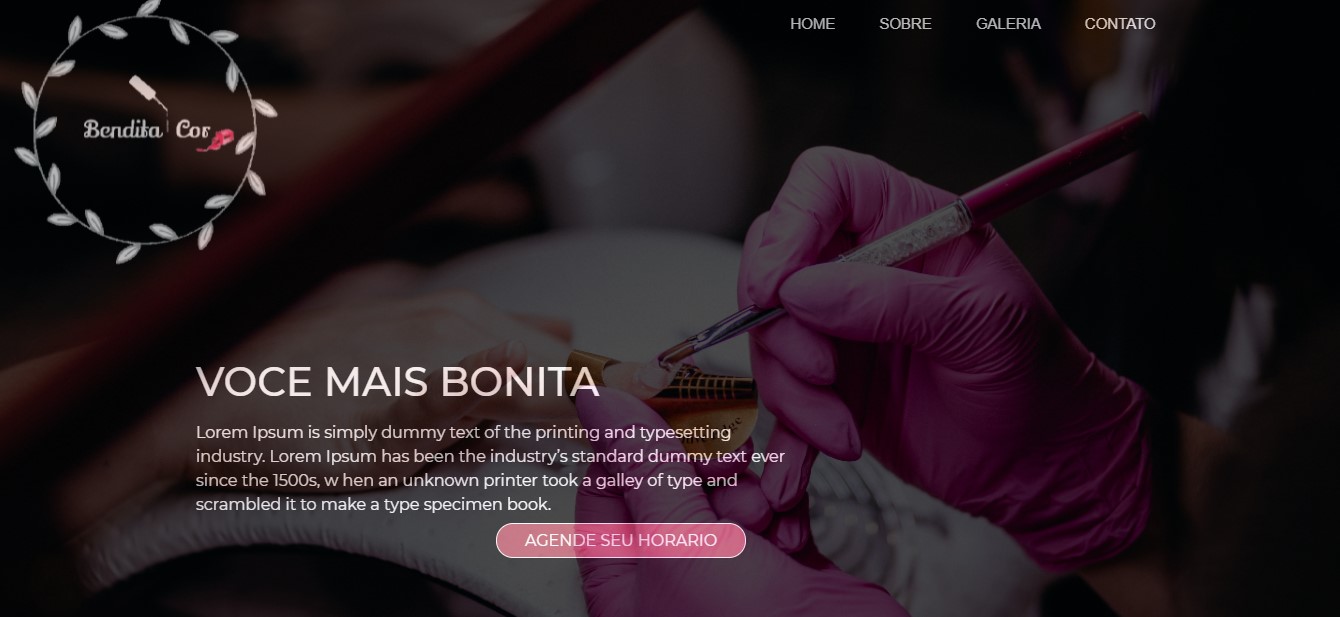 HOME SOBRE GALERIA CONTATO
Bendita Cor
VOCE MAIS BONITA
Lorem Ipsum is simply dummy text of the printing and typesetting
industry. Lorem Ipsum has been the industry’s standard dummy text ever
since the 1500s, w hen an unknown printer took a galley of type and
scrambled it to make a type specimen book.
AGENDE SEU HORARIO